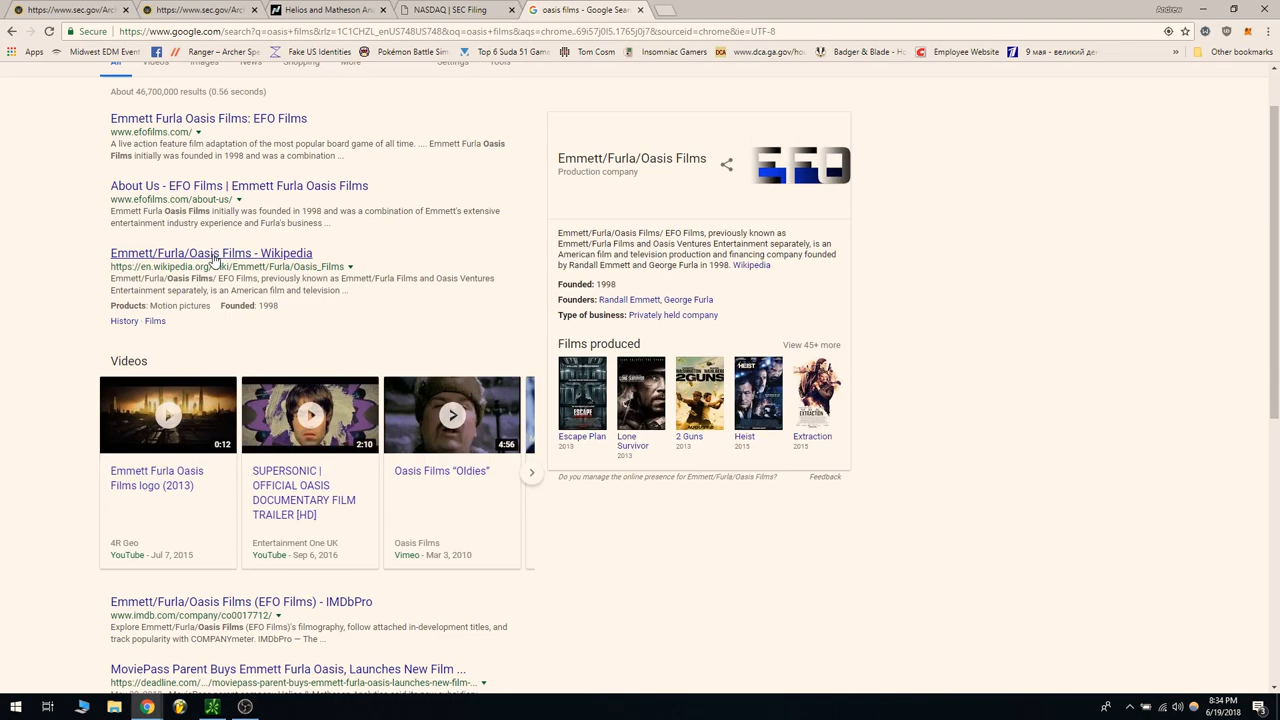 https://www.sec.gov/Arch
https://www.sec.gov/Arch
Helios and Matheson Ana
NASDAQ | SEC Filing
oasis films - Google Sear
Andrew
Secure
https://www.google.com/search?q=oasis+films&rlz=1C1CHZL_enUS748US748&oq=oasis+films&aqs=chrome..69i57j0l5.1765j0j7&sourceid=chrome&ie=UTF-8
Apps
Midwest EDM Event
Ranger – Archer Spe
Fake US Identities
Pokémon Battle Sim
Top 6 Suda 51 Game
Tom Cosm
Insomniac Gamers
www.dca.ga.gov/hou
Badger & Blade - Ho
Employee Website
9 мая - великий ден
»
Other bookmarks
All
Videos
Images
News
Shopping
More
Settings
Tools
About 46,700,000 results (0.56 seconds)
Emmett Furla Oasis Films: EFO Films
www.efofilms.com/
A live action feature film adaptation of the most popular board game of all time. .... Emmett Furla Oasis
Films initially was founded in 1998 and was a combination ...
About Us - EFO Films | Emmett Furla Oasis Films
www.efofilms.com/about-us/
Emmett Furla Oasis Films initially was founded in 1998 and was a combination of Emmett's extensive
entertainment industry experience and Furla's business ...
Emmett/Furla/Oasis Films - Wikipedia
https://en.wikipedia.org/wiki/Emmett/Furla/Oasis_Films
Emmett/Furla/Oasis Films/ EFO Films, previously known as Emmett/Furla Films and Oasis Ventures
Entertainment separately, is an American film and television ...
Products: Motion pictures Founded: 1998
History · Films
Videos
0:12
2:10
4:56
Emmett Furla Oasis
Films logo (2013)
4R Geo
YouTube - Jul 7, 2015
SUPERSONIC |
OFFICIAL OASIS
DOCUMENTARY FILM
TRAILER [HD]
Entertainment One UK
YouTube - Sep 6, 2016
Oasis Films “Oldies”
Oasis Films
Vimeo - Mar 3, 2010
Emmett/Furla/Oasis Films (EFO Films) - IMDbPro
www.imdb.com/company/co0017712/
Explore Emmett/Furla/Oasis Films (EFO Films)'s filmography, follow attached in-development titles, and
track popularity with COMPANYmeter. IMDbPro — The ...
MoviePass Parent Buys Emmett Furla Oasis, Launches New Film ...
https://deadline.com/.../moviepass-parent-buys-emmett-furla-oasis-launches-new-film-...
Emmett/Furla/Oasis Films
Production company
EFO
Emmett/Furla/Oasis Films/ EFO Films, previously known as
Emmett/Furla Films and Oasis Ventures Entertainment separately, is an
American film and television production and financing company founded
by Randall Emmett and George Furla in 1998. Wikipedia
Founded: 1998
Founders: Randall Emmett, George Furla
Type of business: Privately held company
Films produced
View 45+ more
Escape Plan
2013
Lone
Survivor
2013
2 Guns
2013
Heist
2015
Extraction
2015
Do you manage the online presence for Emmett/Furla/Oasis Films?
Feedback
8:34 PM
6/19/2018